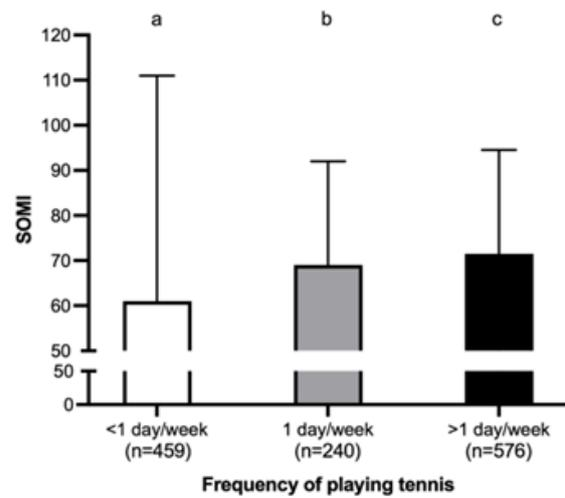 a b c
120
110
100
90
80
70
60
50
50
0
SOMI
<1 day/week 1 day/week >1 day/week
(n=459) (n=240) (n=576)
Frequency of playing tennis